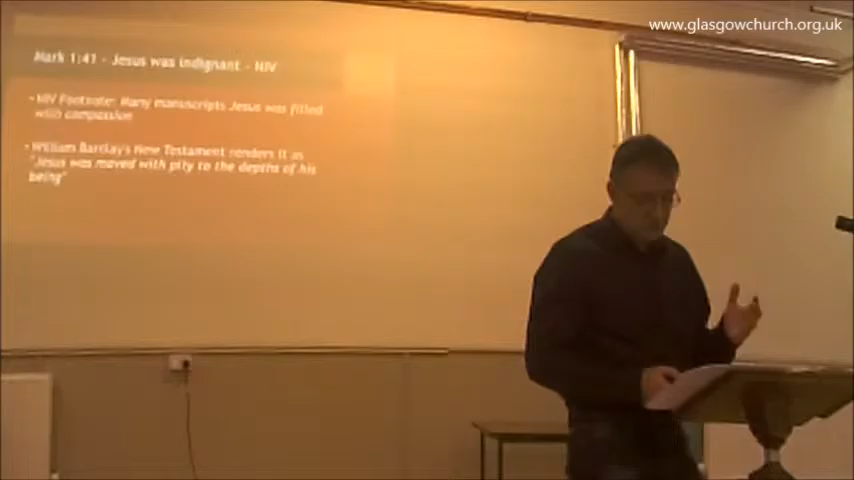 www.glasgowchurch.org.uk
Mark 1:41 - Jesus was indignant - NIV
• NIV Footnote: Many manuscripts Jesus was filled
with compassion
• William Barclay's New Testament renders it as
"Jesus was moved with pity to the depths of his
being"